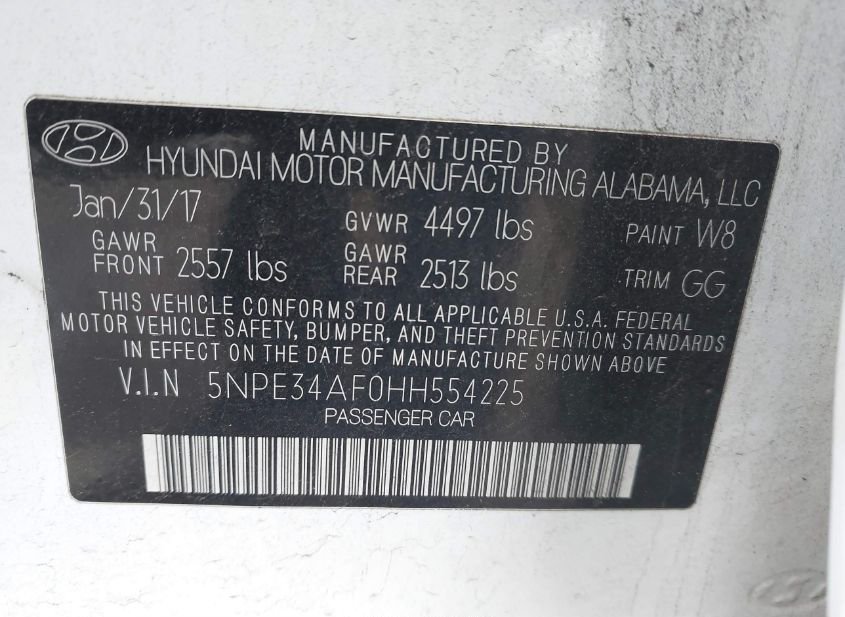 MANUFACTURED BY
HYUNDAI MOTOR MANUFACTURING ALABAMA, LLC
Jan/31/17 GVWR 4497 lbs PAINT W8
GAWR FRONT 2557 lbs GAWR REAR 2513 lbs TRIM GG
THIS VEHICLE CONFORMS TO ALL APPLICABLE U.S.A. FEDERAL
MOTOR VEHICLE SAFETY, BUMPER, AND THEFT PREVENTION STANDARDS
IN EFFECT ON THE DATE OF MANUFACTURE SHOWN ABOVE
V.I.N 5NPE34AF0HH554225
PASSENGER CAR